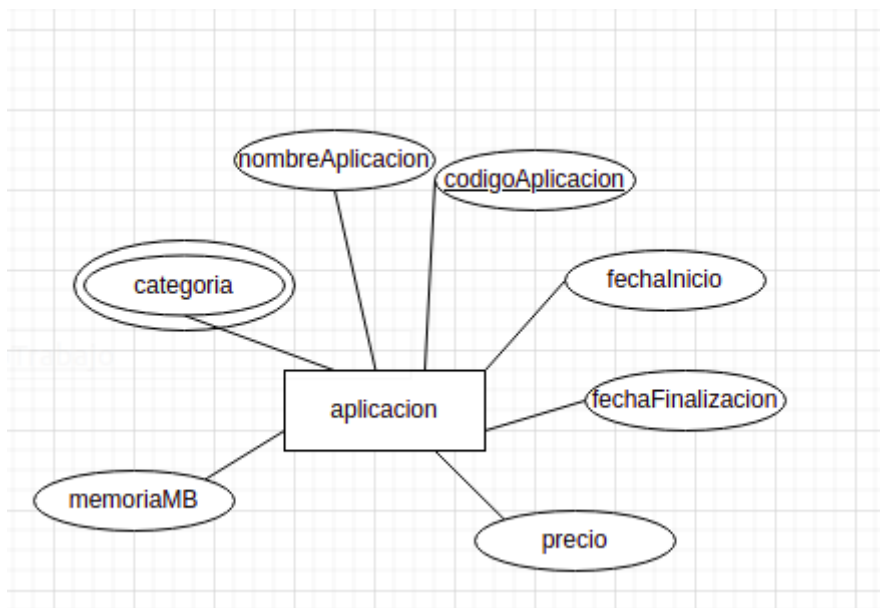 nombreAplicacion
codigoAplicacion
categoria
fechaInicio
aplicacion
fechaFinalizacion
memoriaMB
precio